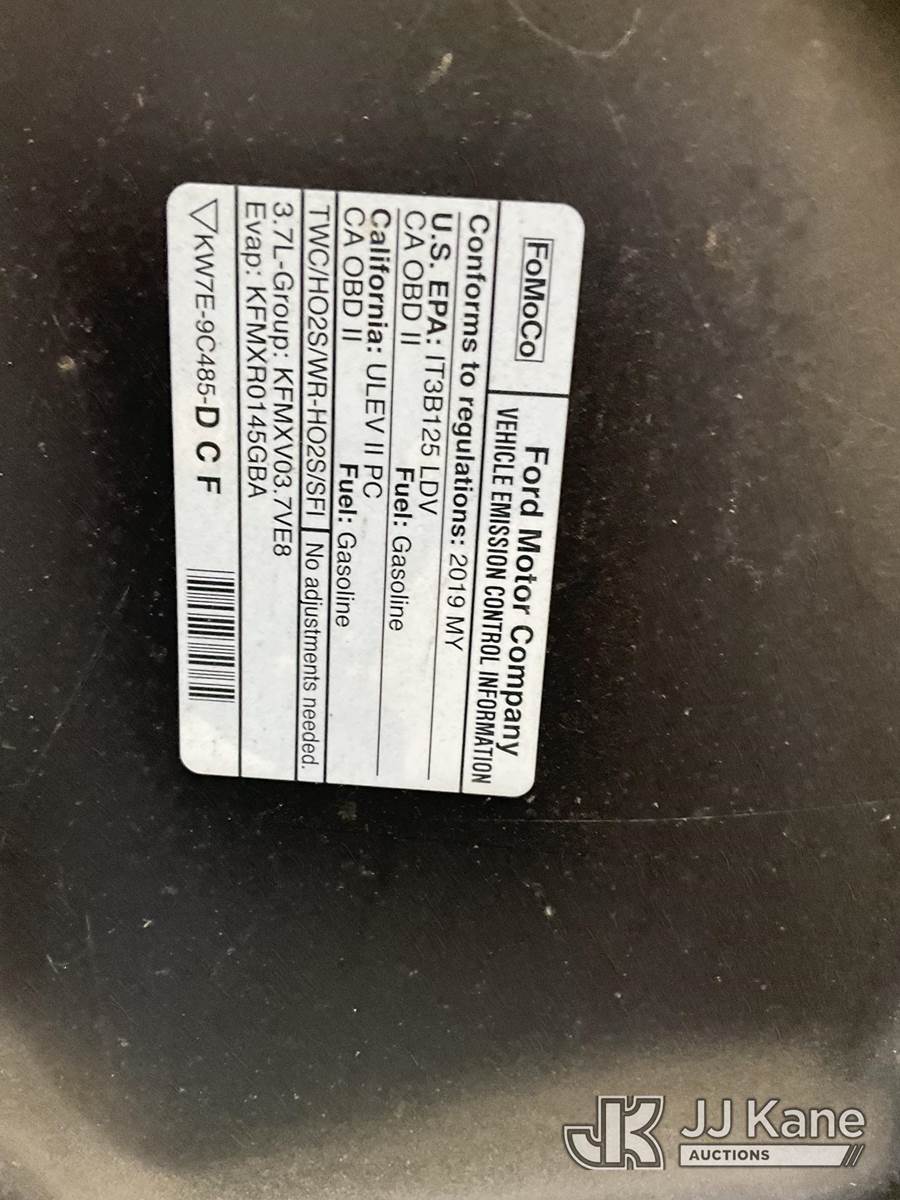 FoMoCo
Ford Motor Company
VEHICLE EMISSION CONTROL INFORMATION
Conforms to regulations: 2019 MY
U.S. EPA: IT3B125 LDV
CA OBD II Fuel: Gasoline
California: ULEV II PC
CA OBD II Fuel: Gasoline
TWC/HO2S/WR-HO2S/SFI No adjustments needed.
3.7L-Group: KFMXV03.7VE8
Evap: KFMXR0145GBA
KW7E-9C485-D C F
JK JJ Kane
AUCTIONS